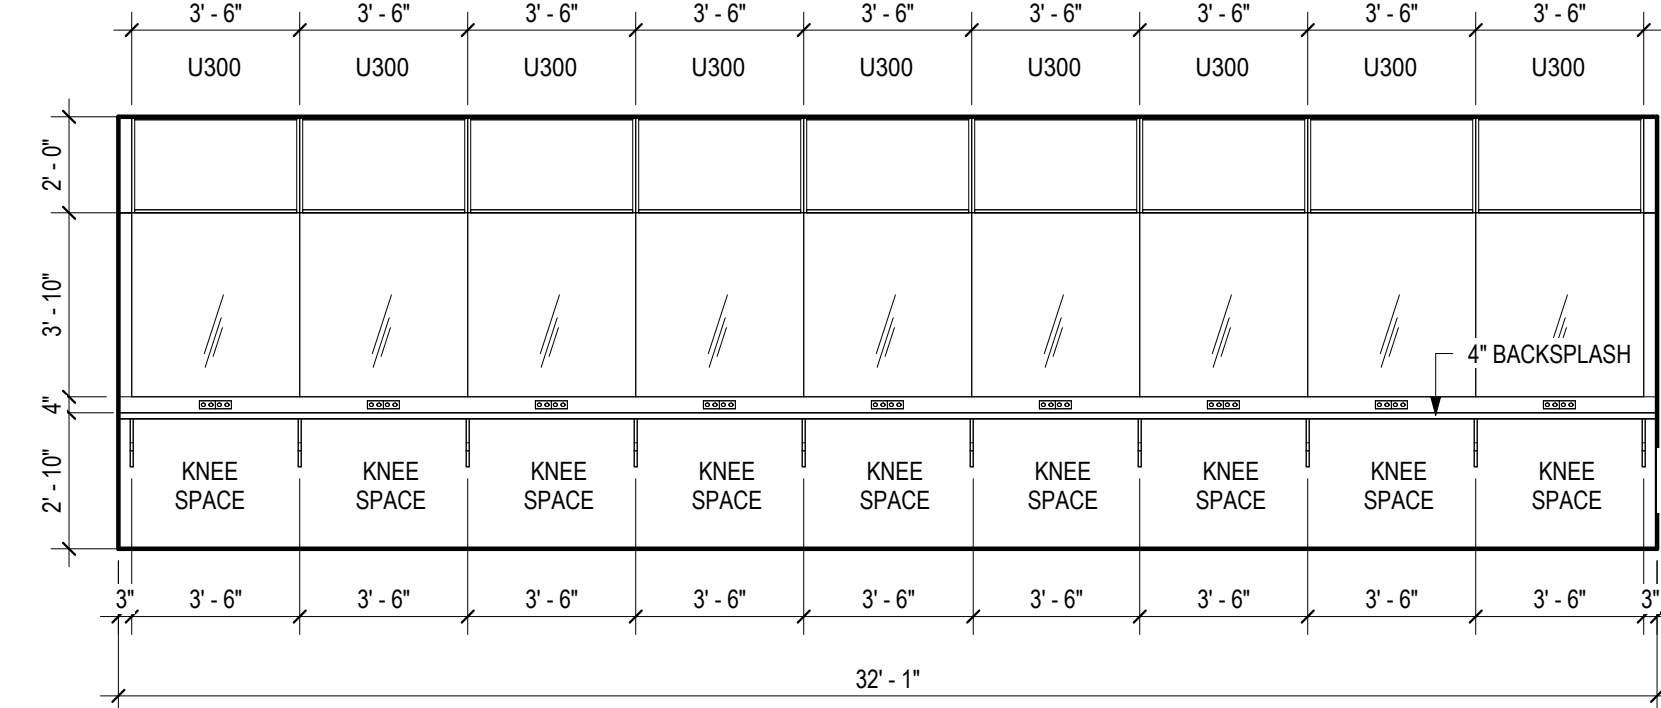 3' - 6" 3' - 6" 3' - 6" 3' - 6" 3' - 6" 3' - 6" 3' - 6" 3' - 6" 3' - 6"
U300 U300 U300 U300 U300 U300 U300 U300 U300
2' - 0"
3' - 10"
4" BACKSPLASH
4"
2' - 10"
KNEE KNEE KNEE KNEE KNEE KNEE KNEE KNEE KNEE
SPACE SPACE SPACE SPACE SPACE SPACE SPACE SPACE SPACE
3" 3' - 6" 3' - 6" 3' - 6" 3' - 6" 3' - 6" 3' - 6" 3' - 6" 3' - 6" 3' - 6" 3"
32' - 1"